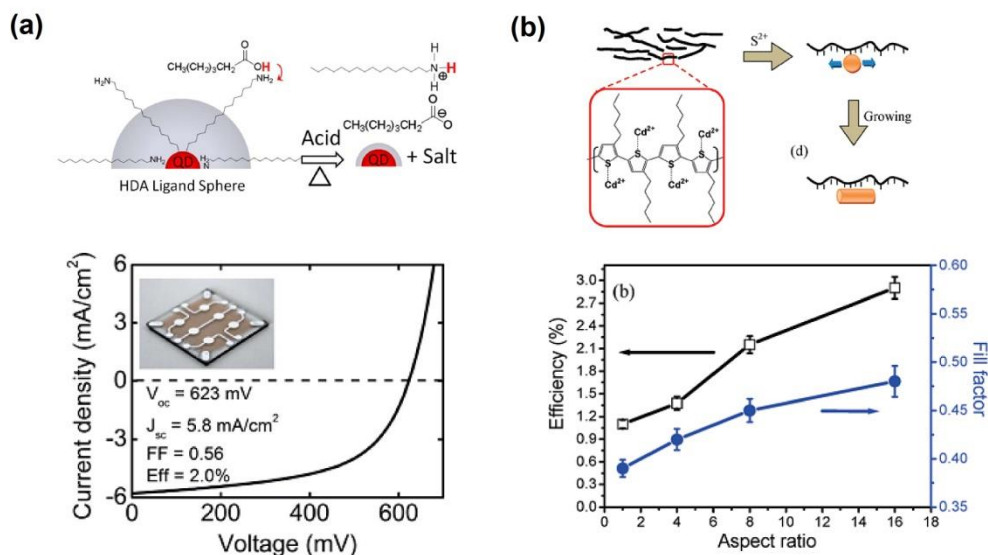 (a)
CH₃(CH₂)₃CH₂
O
OH
H₂N
NH₂
NH₂
H
N
QD
HDA Ligand Sphere
Acid
△
H
N
H
H
⊕
O
⊖
CH₃(CH₂)₃CH₂
O
QD
+ Salt
6
3
0
-3
-6
Current density (mA/cm²)
Vₒc = 623 mV
Jₛc = 5.8 mA/cm²
FF = 0.56
Eff = 2.0%
0
200
400
600
Voltage (mV)
(b)
S²⁺
Growing
(d)
Cd²⁺
Cd²⁺
S
S
S
S
Cd²⁺
Cd²⁺
(b)
3.0
2.7
2.4
2.1
1.8
1.5
1.2
0.9
0.6
0.3
0.0
Efficiency (%)
0.60
0.55
0.50
0.45
0.40
0.35
Fill factor
0 2 4 6 8 10 12 14 16 18
Aspect ratio